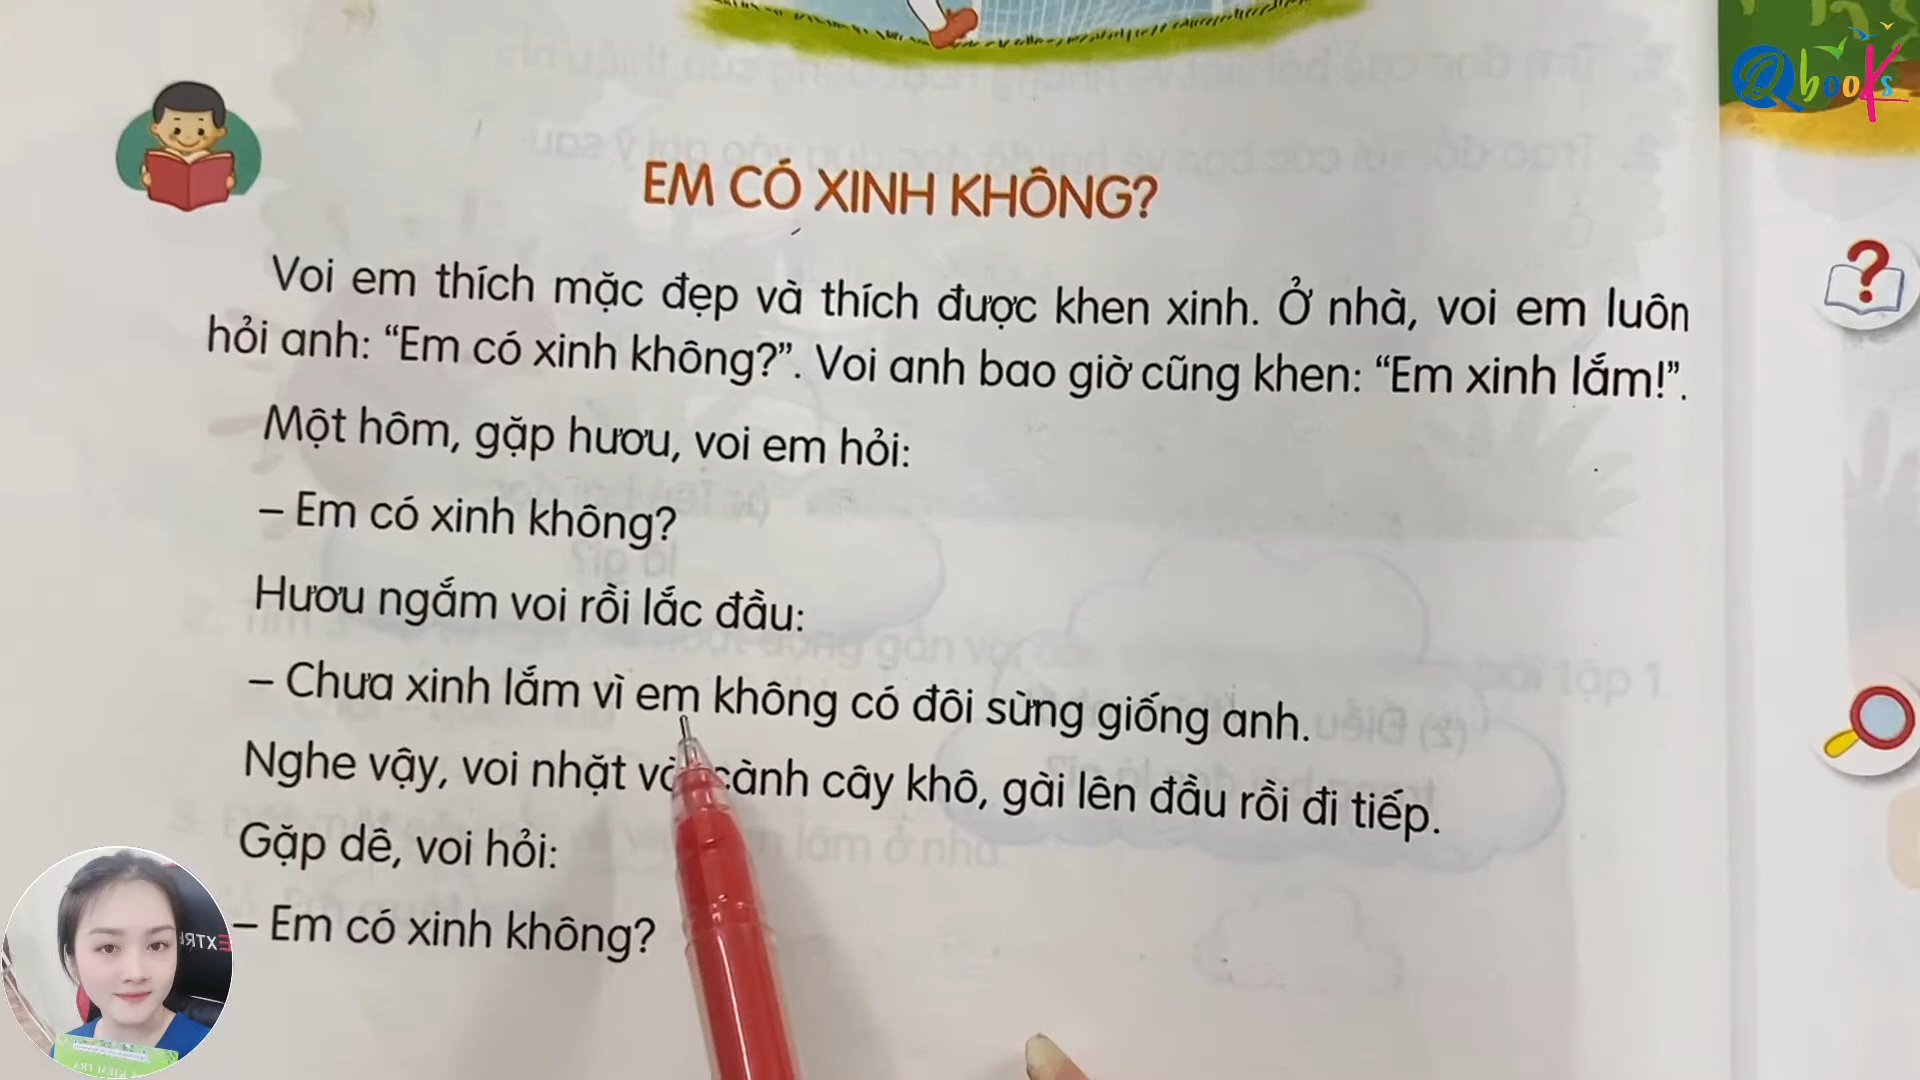 Qbooks
EM CÓ XINH KHÔNG?
Voi em thích mặc đẹp và thích được khen xinh. Ở nhà, voi em luôn
hỏi anh: “Em có xinh không?”. Voi anh bao giờ cũng khen: “Em xinh lắm!”.
Một hôm, gặp hươu, voi em hỏi:
– Em có xinh không?
Hươu ngắm voi rồi lắc đầu:
– Chưa xinh lắm vì em không có đôi sừng giống anh.
Nghe vậy, voi nhặt vài cành cây khô, gài lên đầu rồi đi tiếp.
Gặp dê, voi hỏi:
– Em có xinh không?